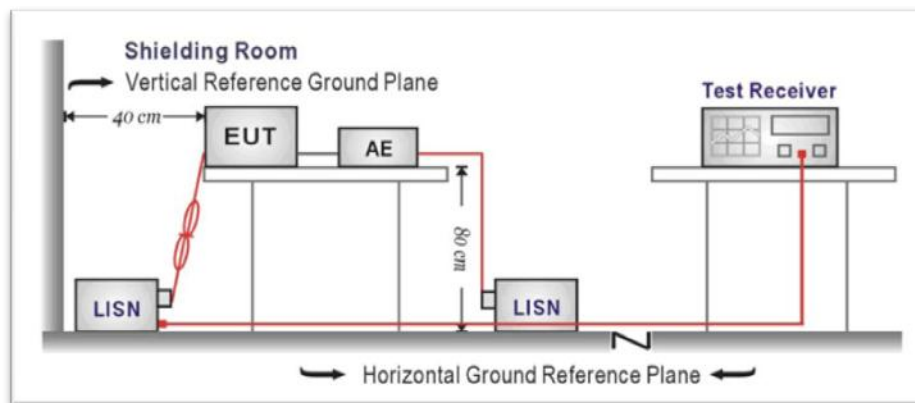 Shielding Room
Vertical Reference Ground Plane
Test Receiver
40 cm
EUT
AE
80 cm
LISN
LISN
Horizontal Ground Reference Plane